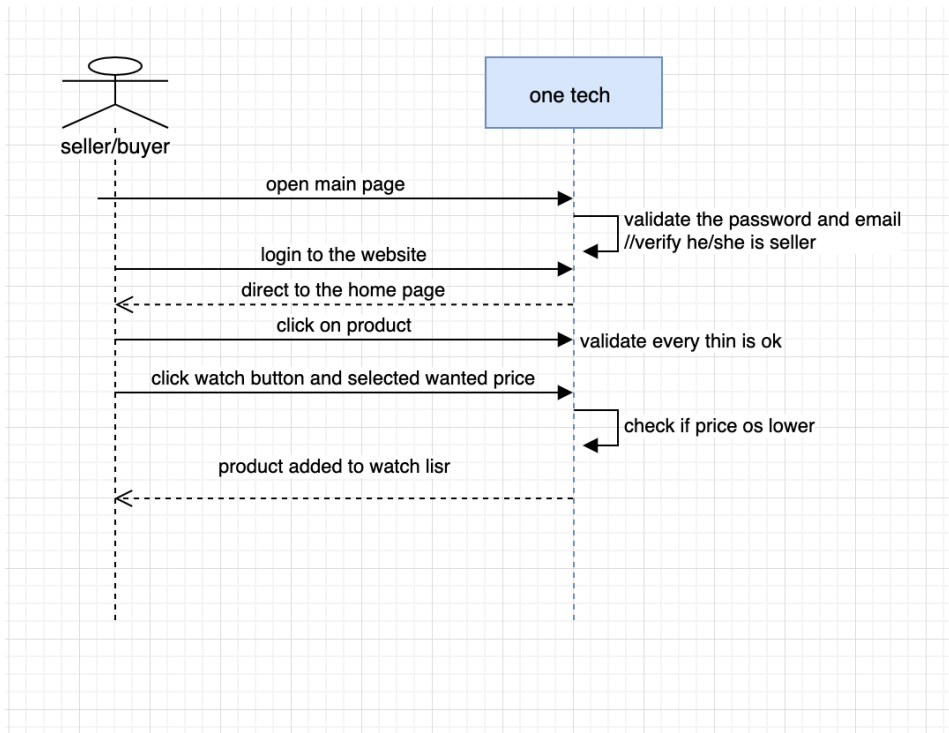 one tech
seller/buyer
open main page
validate the password and email
//verify he/she is seller
login to the website
direct to the home page
click on product
validate every thin is ok
click watch button and selected wanted price
check if price os lower
product added to watch lisr